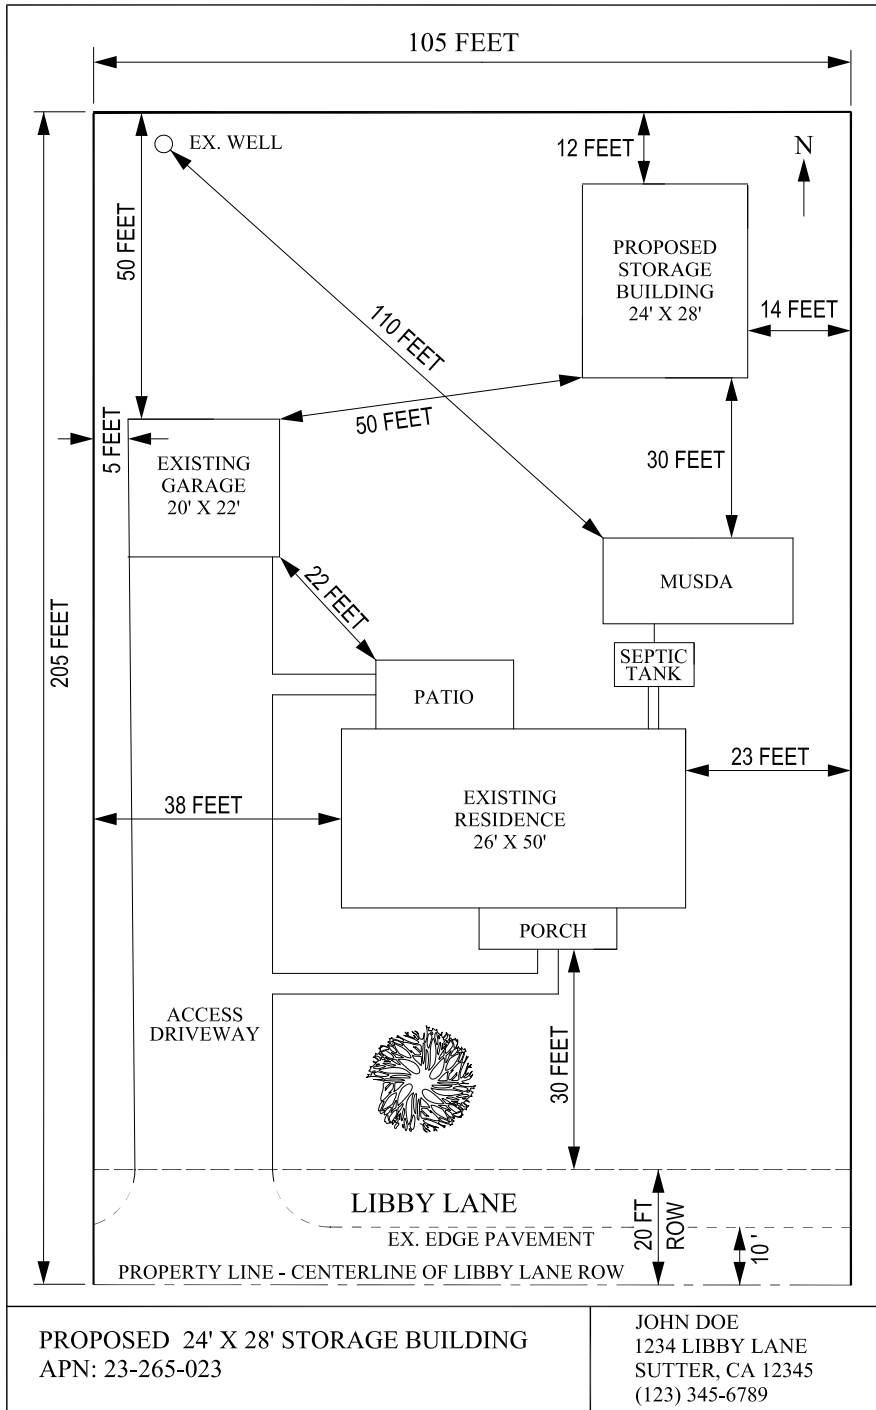 105 FEET
EX. WELL
12 FEET
N
50 FEET
PROPOSED
STORAGE
BUILDING
24' X 28'
14 FEET
110 FEET
50 FEET
5 FEET
EXISTING
GARAGE
20' X 22'
30 FEET
22 FEET
MUSDA
205 FEET
SEPTIC
TANK
PATIO
23 FEET
38 FEET
EXISTING
RESIDENCE
26' X 50'
PORCH
ACCESS
DRIVEWAY
30 FEET
LIBBY LANE
20 FT
ROW
EX. EDGE PAVEMENT
10'
PROPERTY LINE - CENTERLINE OF LIBBY LANE ROW
PROPOSED 24' X 28' STORAGE BUILDING
APN: 23-265-023
JOHN DOE
1234 LIBBY LANE
SUTTER, CA 12345
(123) 345-6789